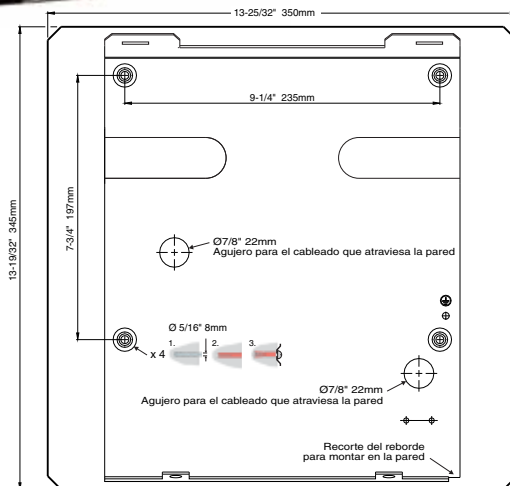 13-25/32" 350mm
9-1/4" 235mm
13-19/32" 345mm
7-3/4" 197mm
Ø7/8" 22mm
Agujero para el cableado que atraviesa la pared
Ø 5/16" 8mm
x 4
1.
2.
3.
Ø7/8" 22mm
Agujero para el cableado que atraviesa la pared
Recorte del reborde
para montar en la pared